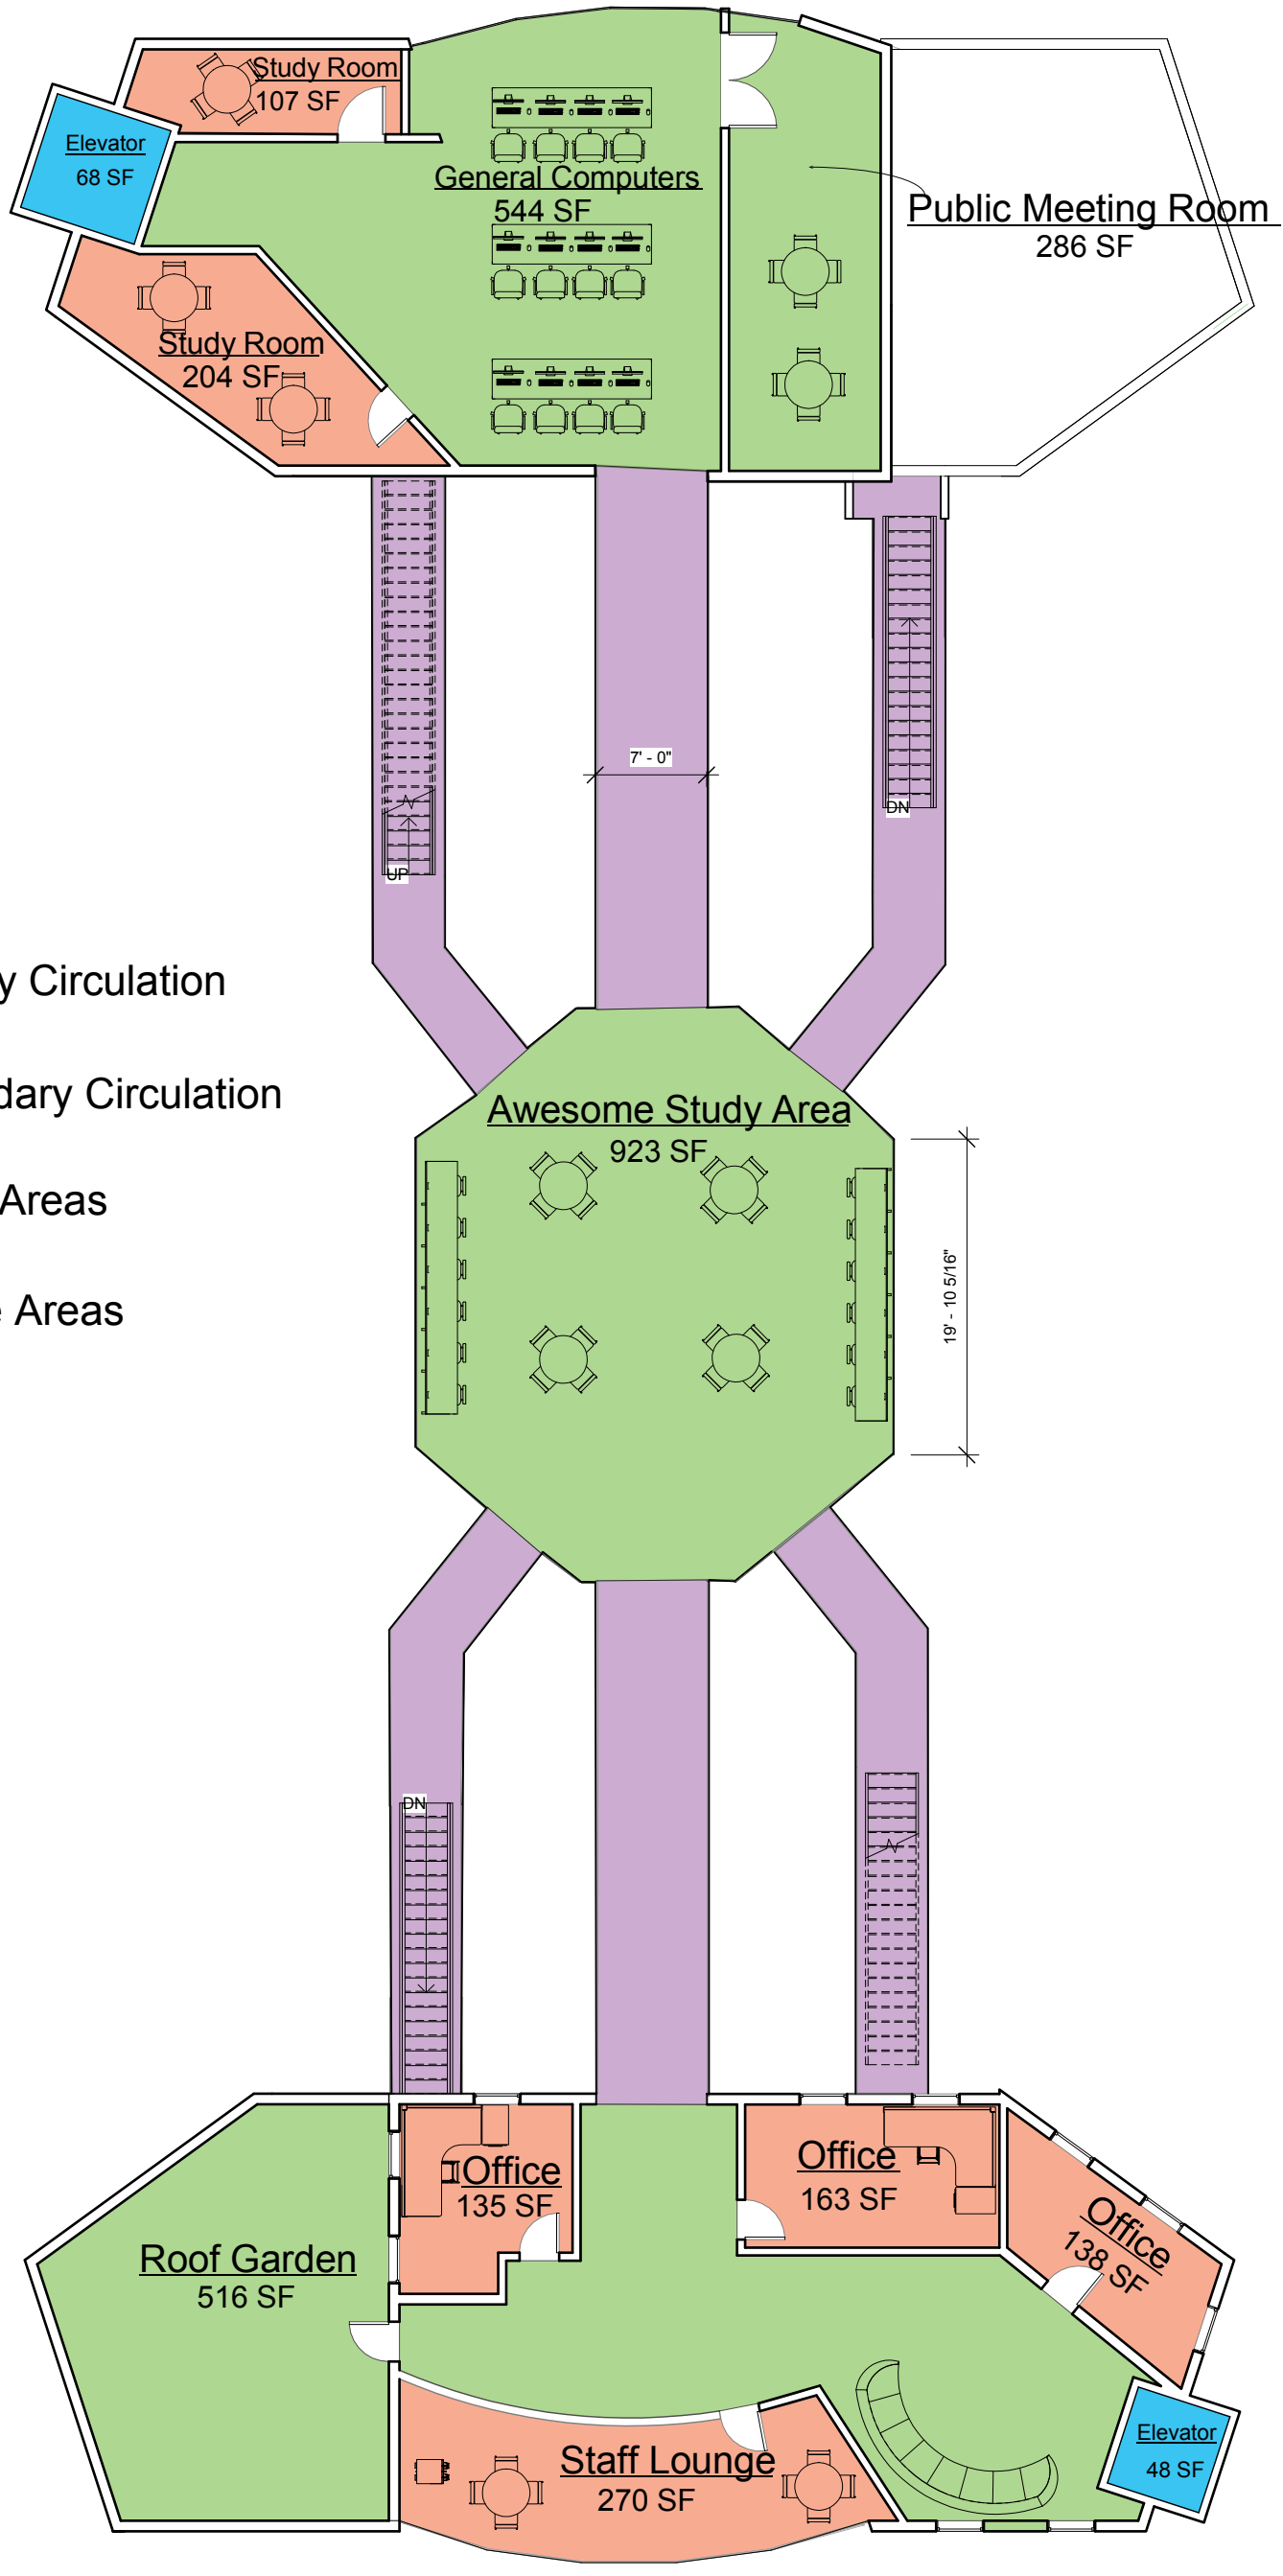 Study Room
107 SF
Elevator
68 SF
General Computers
544 SF
Public Meeting Room
286 SF
Study Room
204 SF
7' - 0"
DN
UP
y Circulation
dary Circulation
Areas
e Areas
Awesome Study Area
923 SF
19' - 10 5/16"
DN
Office
135 SF
Office
163 SF
Office
138 SF
Roof Garden
516 SF
Staff Lounge
270 SF
Elevator
48 SF